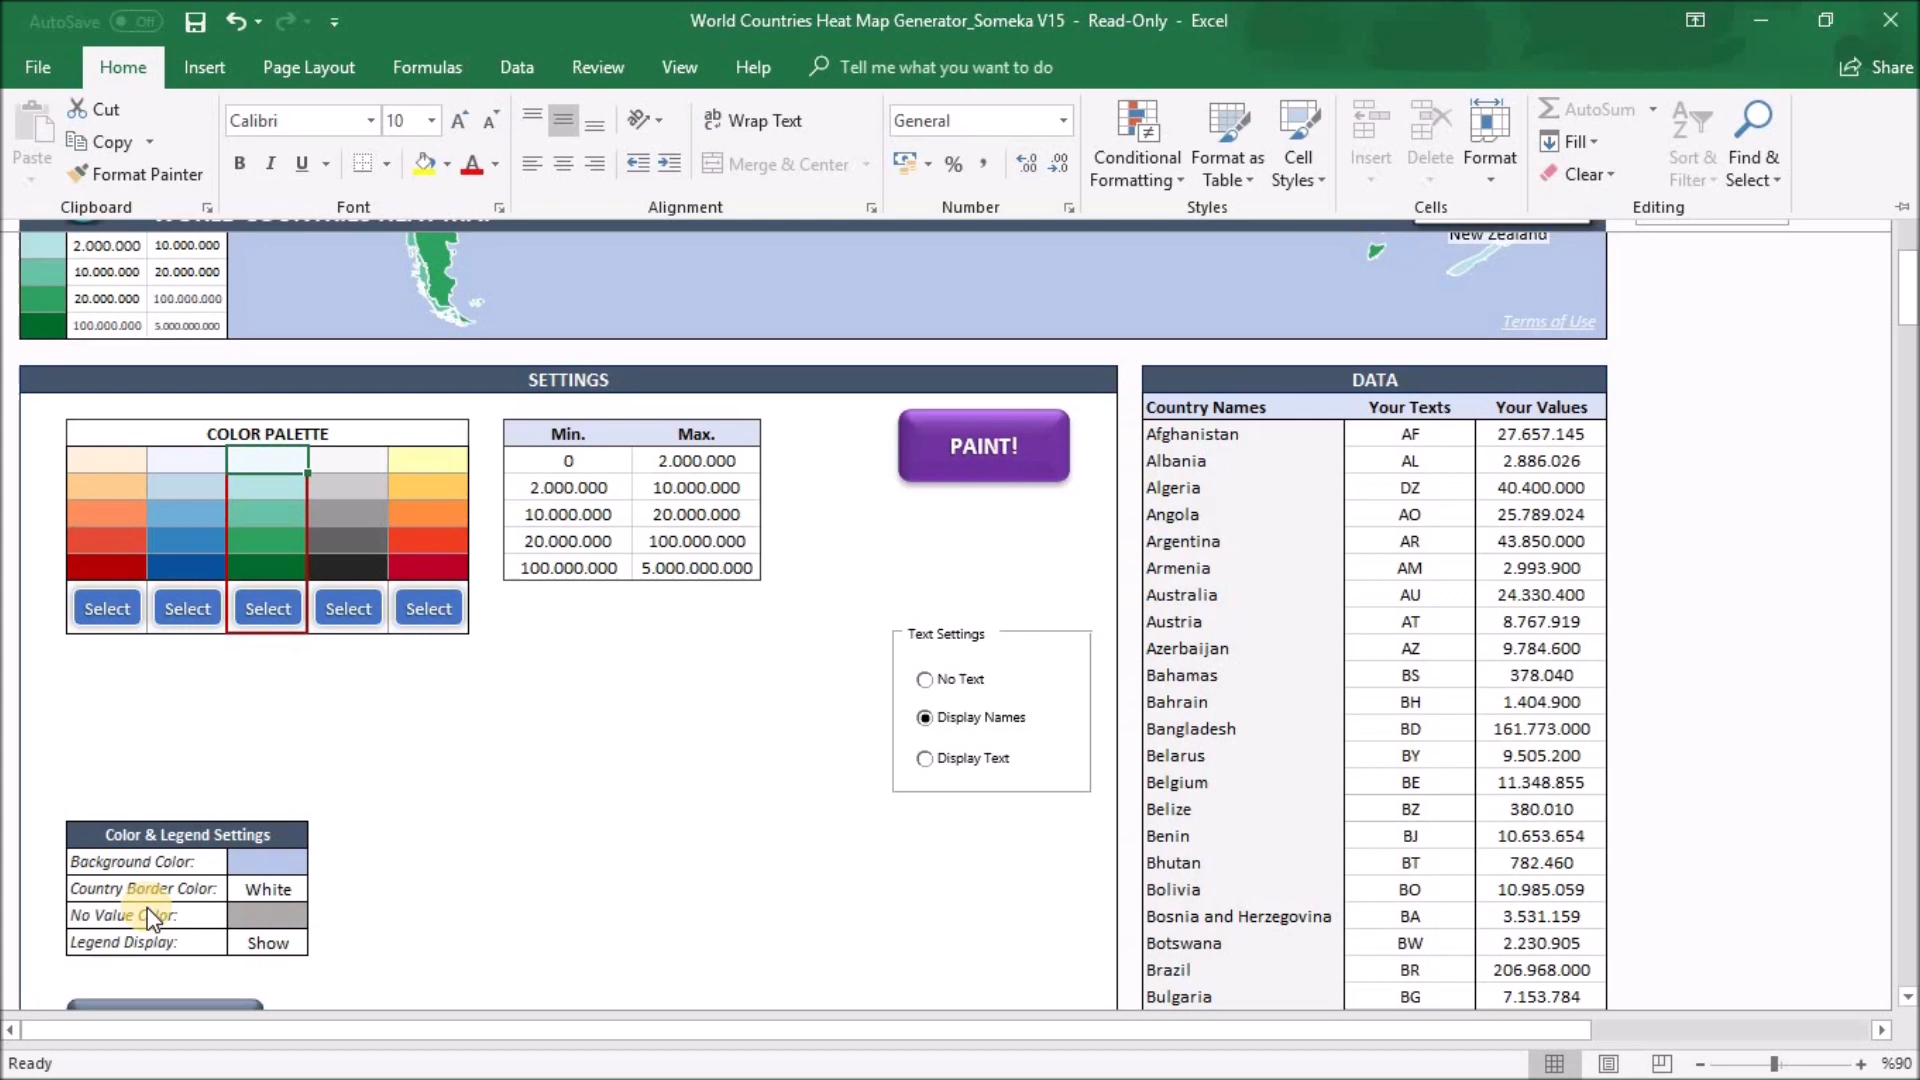 AutoSave Off
World Countries Heat Map Generator_Someka V15 - Read-Only - Excel
File Home Insert Page Layout Formulas Data Review View Help Tell me what you want to do Share
Paste
Cut
Copy
Format Painter
Clipboard
Calibri 10
B I U
Font
Wrap Text
Merge & Center
Alignment
General
%
Number
Conditional Formatting
Format as Table
Cell Styles
Styles
Insert
Delete
Format
Cells
AutoSum
Fill
Clear
Sort & Filter
Find & Select
Editing
2.000.000 10.000.000
10.000.000 20.000.000
20.000.000 100.000.000
100.000.000 5.000.000.000
New Zealand
Terms of Use
SETTINGS
COLOR PALETTE
Select Select Select Select Select
Min. Max.
0 2.000.000
2.000.000 10.000.000
10.000.000 20.000.000
20.000.000 100.000.000
100.000.000 5.000.000.000
PAINT!
Text Settings
No Text
Display Names
Display Text
Color & Legend Settings
Background Color:
Country Border Color: White
No Value Color:
Legend Display: Show
DATA
Country Names Your Texts Your Values
Afghanistan AF 27.657.145
Albania AL 2.886.026
Algeria DZ 40.400.000
Angola AO 25.789.024
Argentina AR 43.850.000
Armenia AM 2.993.900
Australia AU 24.330.400
Austria AT 8.767.919
Azerbaijan AZ 9.784.600
Bahamas BS 378.040
Bahrain BH 1.404.900
Bangladesh BD 161.773.000
Belarus BY 9.505.200
Belgium BE 11.348.855
Belize BZ 380.010
Benin BJ 10.653.654
Bhutan BT 782.460
Bolivia BO 10.985.059
Bosnia and Herzegovina BA 3.531.159
Botswana BW 2.230.905
Brazil BR 206.968.000
Bulgaria BG 7.153.784
Ready
%90